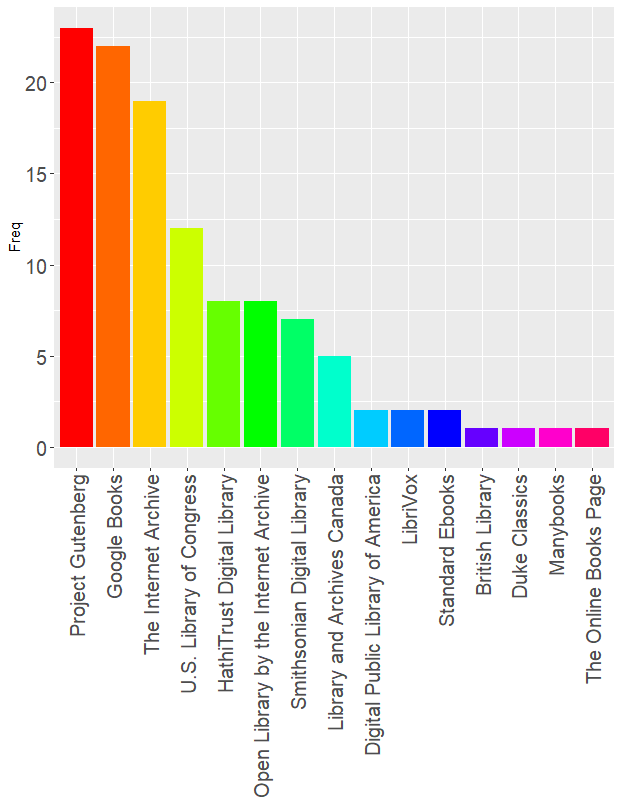 Freq
20
15
10
5
0
Project Gutenberg
Google Books
The Internet Archive
U.S. Library of Congress
HathiTrust Digital Library
Open Library by the Internet Archive
Smithsonian Digital Library
Library and Archives Canada
Digital Public Library of America
LibriVox
Standard Ebooks
British Library
Duke Classics
Manybooks
The Online Books Page